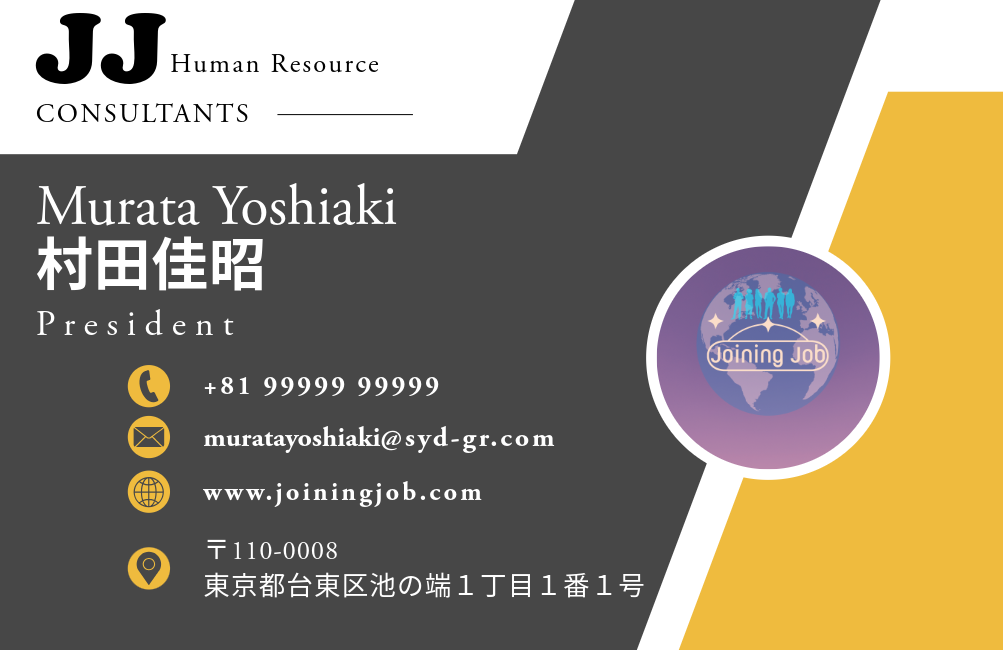 JJ Human Resource
CONSULTANTS
Murata Yoshiaki
村田佳昭
President
+81 99999 99999
muratayoshiaki@syd-gr.com
www.joiningjob.com
〒110-0008
東京都台東区池の端１丁目１番１号
Joining Job